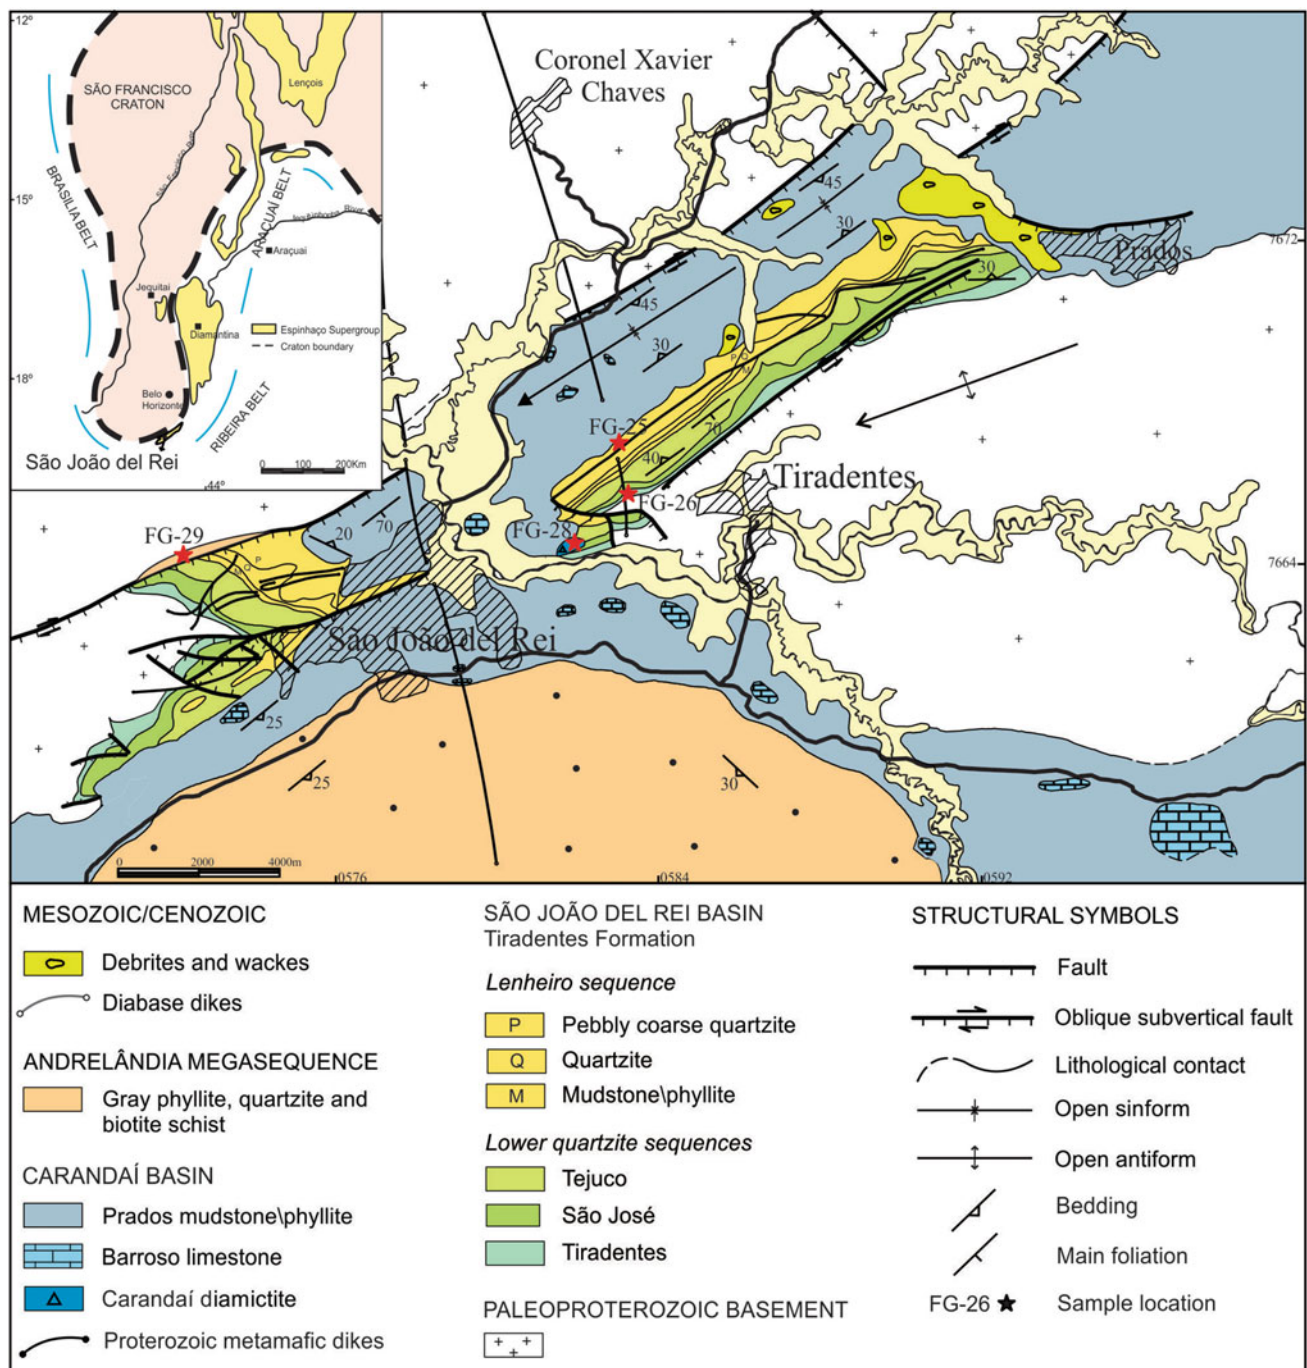 12°
15°
18°
44°
SÃO FRANCISCO
CRATON
Lençois
São Francisco River
BRASILIA BELT
ARAÇUAÍ BELT
Jequitinhonha River
Araçuai
Jequitai
Diamantina
Espinhaço Supergroup
Craton boundary
Belo
Horizonte
RIBEIRA BELT
São João del Rei
0 100 200Km
Coronel Xavier
Chaves
45
30
Prados
7672
30
45
30
P Q
M
FG-25
70
40
FG-26
Tiradentes
FG-28
20
70
FG-29
M Q P
7664
São João del Rei
25
25
30
0 2000 4000m
0576
0584
0592
MESOZOIC/CENOZOIC
Debrites and wackes
Diabase dikes
ANDRELÂNDIA MEGASEQUENCE
Gray phyllite, quartzite and
biotite schist
CARANDAÍ BASIN
Prados mudstone\phyllite
Barroso limestone
Carandaí diamictite
Proterozoic metamafic dikes
SÃO JOÃO DEL REI BASIN
Tiradentes Formation
Lenheiro sequence
P Pebbly coarse quartzite
Q Quartzite
M Mudstone\phyllite
Lower quartzite sequences
Tejuco
São José
Tiradentes
PALEOPROTEROZOIC BASEMENT
STRUCTURAL SYMBOLS
Fault
Oblique subvertical fault
Lithological contact
Open sinform
Open antiform
Bedding
Main foliation
FG-26 Sample location